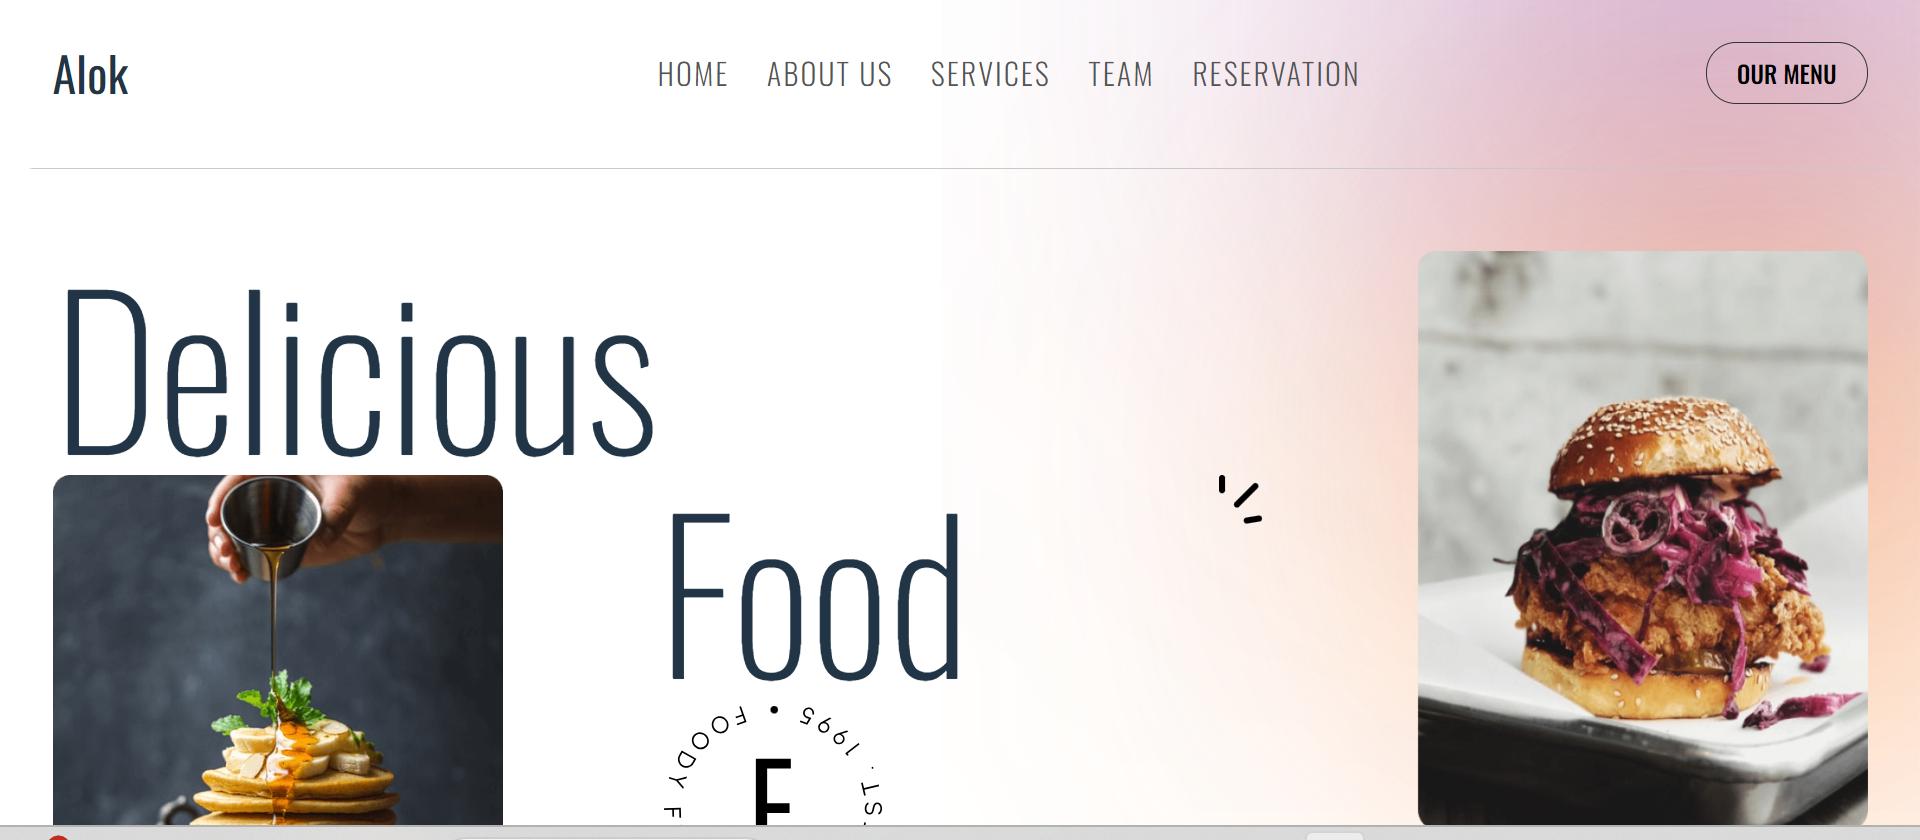 Alok
HOME ABOUT US SERVICES TEAM RESERVATION
OUR MENU
Delicious
Food
FOODY F
1995
ST.
F